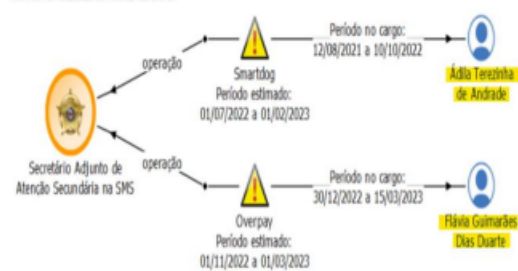 operação
Smartdog
Período estimado:
01/07/2022 a 01/02/2023
Período no cargo:
12/08/2021 a 10/10/2022
Ádila Terezinha
de Andrade
Secretário Adjunto de
Atenção Secundária na SMS
operação
Overpay
Período estimado:
01/11/2022 a 01/03/2023
Período no cargo:
30/12/2022 a 15/03/2023
Flávia Guimarães
Dias Duarte